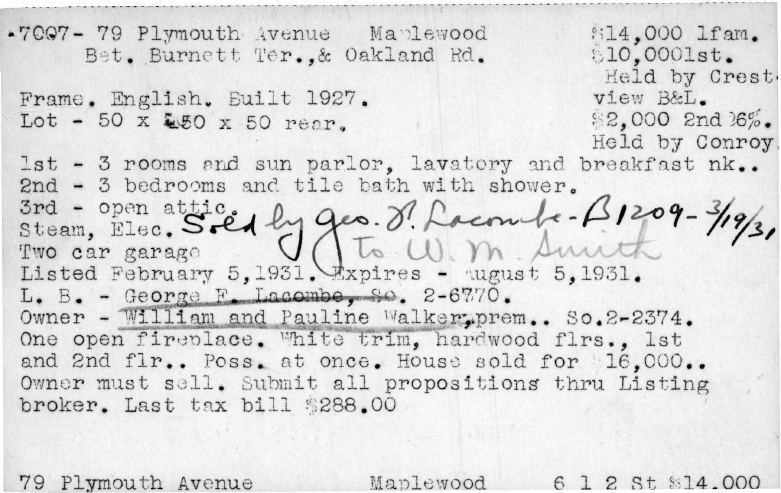 7007- 79 Plymouth Avenue Maplewood $14,000 1fam.
Bet. Burnett Ter.,& Oakland Rd. $10,0001st.
Held by Crest-
Frame. English. Built 1927. view B&L.
Lot - 50 x 150 x 50 rear. $2,000 2nd 6%.
Held by Conroy.
1st - 3 rooms and sun parlor, lavatory and breakfast nk..
2nd - 3 bedrooms and tile bath with shower.
3rd - open attic.
Steam, Elec. Sold by Geo. F. Lacombe - B1209 - 3/19/31
Two car garage to W. M. Smith
Listed February 5,1931. Expires - August 5,1931.
L. B. - George F. Lacombe, So. 2-6770.
Owner - William and Pauline Walker, prem.. So.2-2374.
One open fireplace. White trim, hardwood flrs., 1st
and 2nd flr.. Poss. at once. House sold for $16,000..
Owner must sell. Submit all propositions thru Listing
broker. Last tax bill $288.00
79 Plymouth Avenue Maplewood 6 1 2 St $14.000